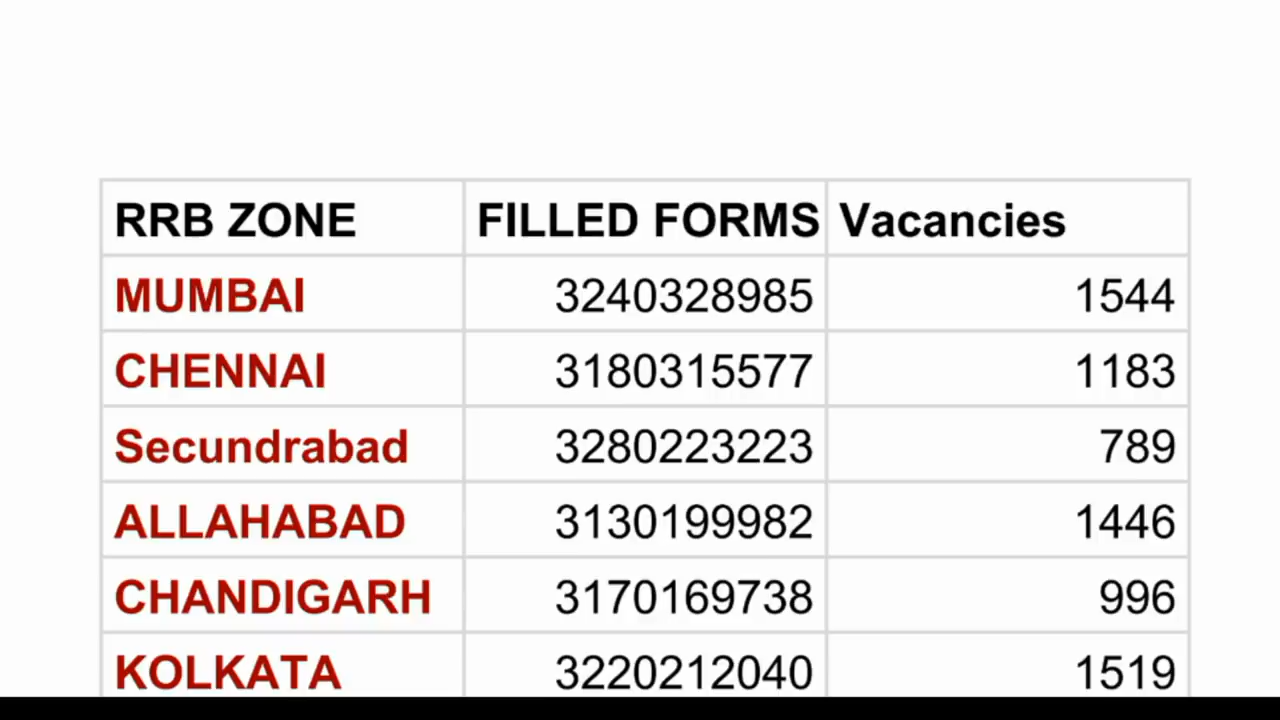 RRB ZONE FILLED FORMS Vacancies
MUMBAI 3240328985 1544
CHENNAI 3180315577 1183
Secundrabad 3280223223 789
ALLAHABAD 3130199982 1446
CHANDIGARH 3170169738 996
KOLKATA 3220212040 1519